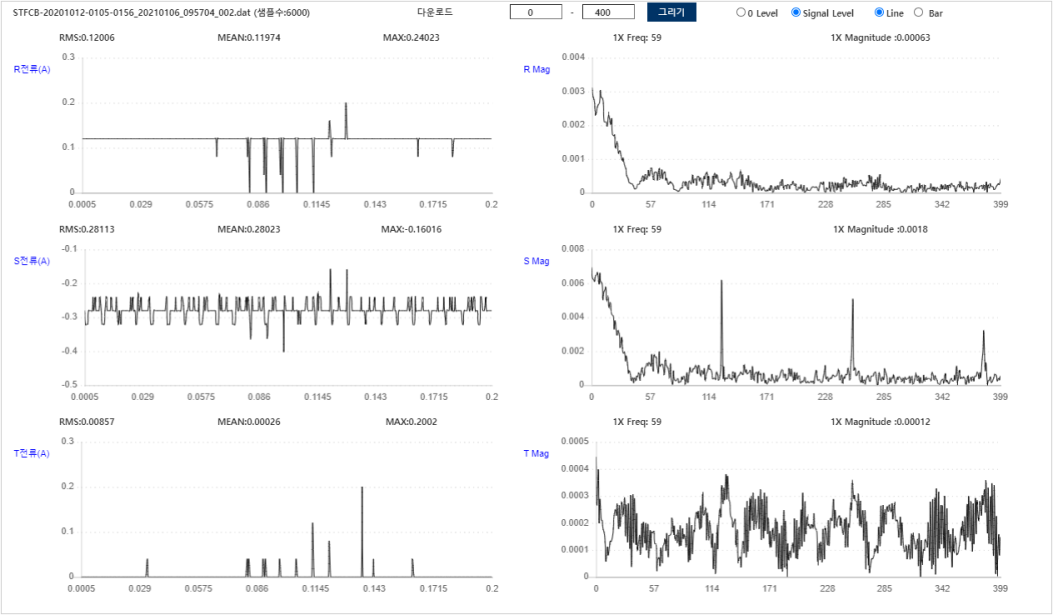 STFCB-20201012-0105-0156_20210106_095704_002.dat (샘플수:6000) 다운로드 0 - 400 그리기 0 Level Signal Level Line Bar
RMS:0.12006 MEAN:0.11974 MAX:0.24023 1X Freq: 59 1X Magnitude :0.00063
R전류(A)
0.3
0.2
0.1
0
0.0005 0.029 0.0575 0.086 0.1145 0.143 0.1715 0.2
R Mag
0.004
0.003
0.002
0.001
0
0 57 114 171 228 285 342 399
RMS:0.28113 MEAN:0.28023 MAX:-0.16016 1X Freq: 59 1X Magnitude :0.0018
S전류(A)
-0.1
-0.2
-0.3
-0.4
-0.5
0.0005 0.029 0.0575 0.086 0.1145 0.143 0.1715 0.2
S Mag
0.008
0.006
0.004
0.002
0
0 57 114 171 228 285 342 399
RMS:0.00857 MEAN:0.00026 MAX:0.2002 1X Freq: 59 1X Magnitude :0.00012
T전류(A)
0.3
0.2
0.1
0
0.0005 0.029 0.0575 0.086 0.1145 0.143 0.1715 0.2
T Mag
0.0005
0.0004
0.0003
0.0002
0.0001
0
0 57 114 171 228 285 342 399